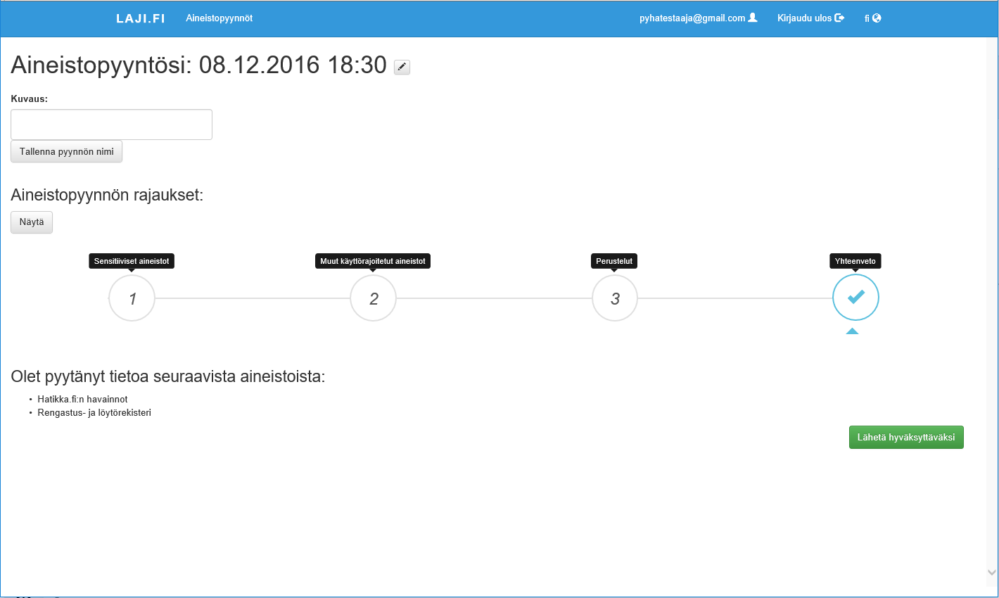 LAJI.FI Aineistopyynnöt pyhatestaaja@gmail.com Kirjaudu ulos fi
Aineistopyyntösi: 08.12.2016 18:30
Kuvaus:
Tallenna pyynnön nimi
Aineistopyynnön rajaukset:
Näytä
Sensitiiviset aineistot Muut käyttörajoitetut aineistot Perustelut Yhteenveto
1 2 3
Olet pyytänyt tietoa seuraavista aineistoista:
• Hatikka.fi:n havainnot
• Rengastus- ja löytörekisteri
Lähetä hyväksyttäväksi